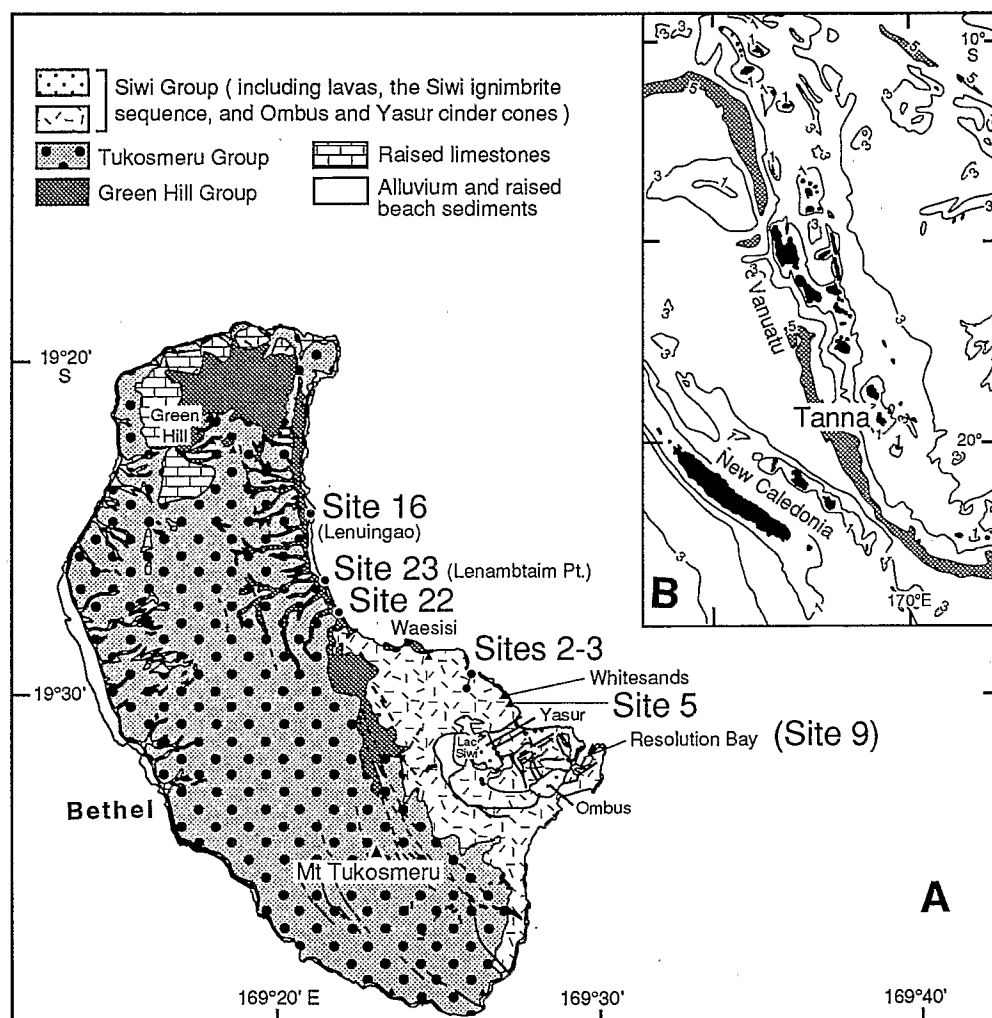 Siwi Group ( including lavas, the Siwi ignimbrite
sequence, and Ombus and Yasur cinder cones )
Tukosmeru Group
Raised limestones
Green Hill Group
Alluvium and raised
beach sediments
19°20'
S
Green
Hill
Site 16
(Lenuingao)
Site 23 (Lenambtaim Pt.)
Site 22
Waesisi
Sites 2-3
19°30'
Whitesands
Site 5
Yasur
Lac
Siwi
Resolution Bay (Site 9)
Ombus
Bethel
Mt Tukosmeru
A
169°20' E
169°30'
169°40'
10°
S
Vanuatu
Tanna
20°
New Caledonia
170°E
B